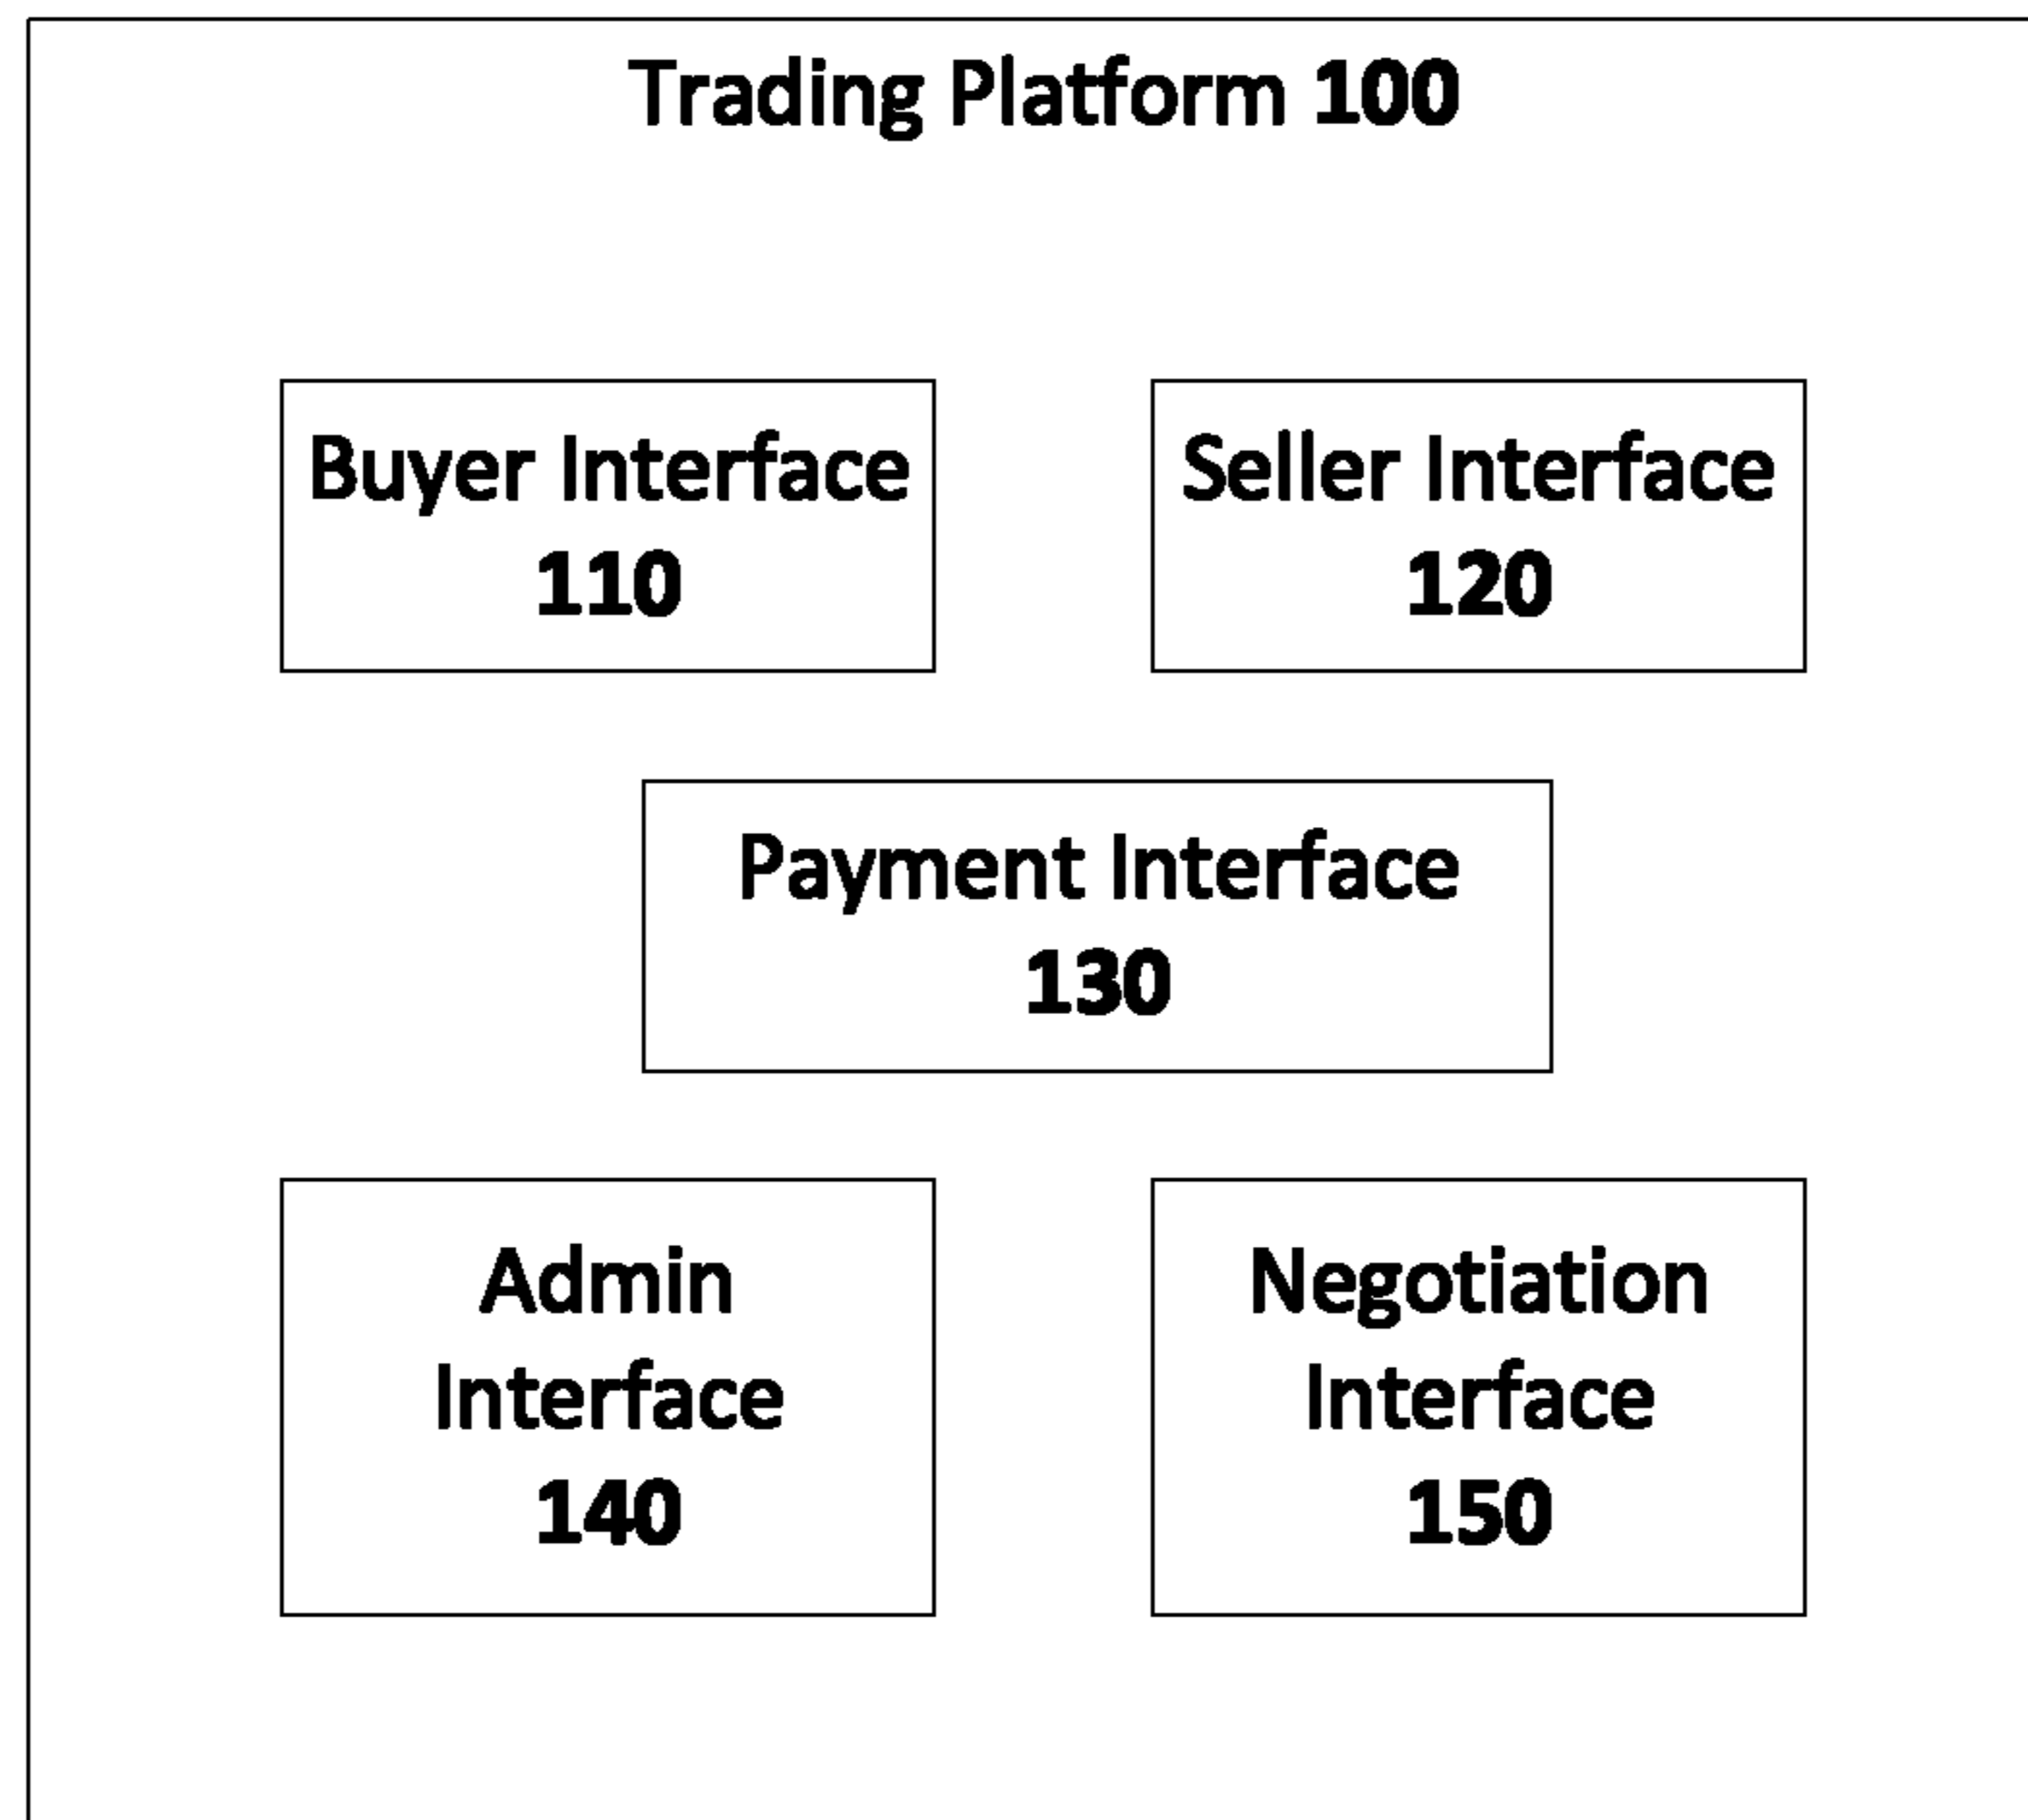 Trading Platform 100
Buyer Interface
110
Seller Interface
120
Payment Interface
130
Admin
Interface
140
Negotiation
Interface
150